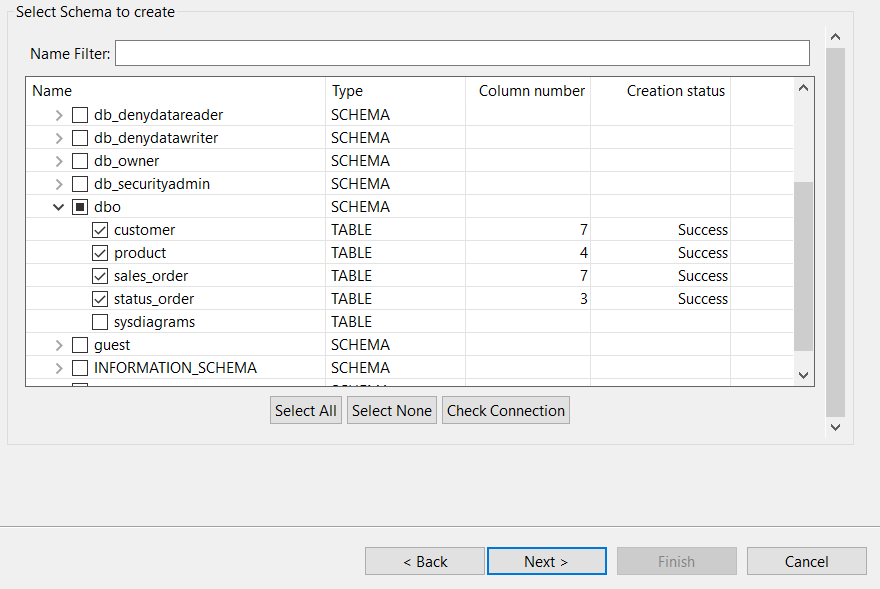 Select Schema to create
Name Filter:
Name Type Column number Creation status
db_denydatareader SCHEMA
db_denydatawriter SCHEMA
db_owner SCHEMA
db_securityadmin SCHEMA
dbo SCHEMA
customer TABLE 7 Success
product TABLE 4 Success
sales_order TABLE 7 Success
status_order TABLE 3 Success
sysdiagrams TABLE
guest SCHEMA
INFORMATION_SCHEMA SCHEMA
Select All Select None Check Connection
< Back Next > Finish Cancel